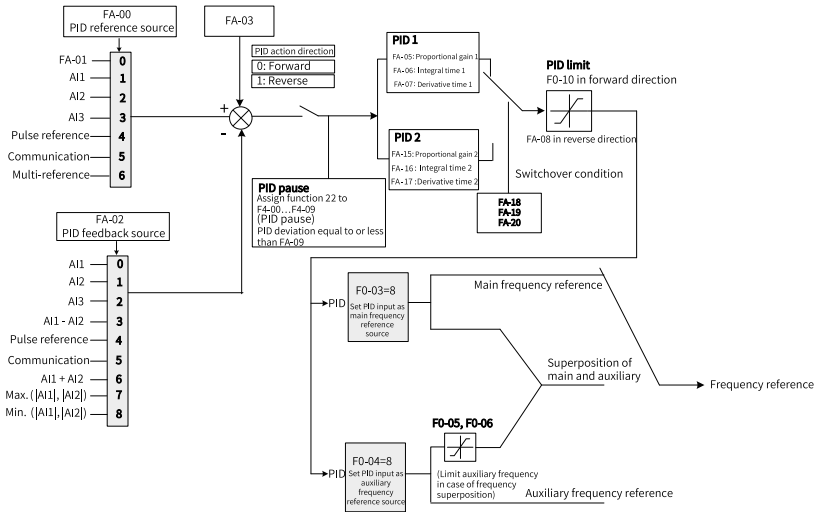 FA-00
PID reference source
FA-01
0
AI1
1
AI2
2
AI3
3
Pulse reference
4
Communication
5
Multi-reference
6
FA-03
PID action direction
0: Forward
1: Reverse
+
-
PID 1
FA-05: Proportional gain 1
FA-06: Integral time 1
FA-07: Derivative time 1
PID 2
FA-15: Proportional gain 2
FA-16: Integral time 2
FA-17: Derivative time 2
PID limit
F0-10 in forward direction
FA-08 in reverse direction
Switchover condition
FA-18
FA-19
FA-20
PID pause
Assign function 22 to
F4-00…F4-09
(PID pause)
PID deviation equal to or less
than FA-09
FA-02
PID feedback source
AI1
0
AI2
1
AI3
2
AI1 - AI2
3
Pulse reference
4
Communication
5
AI1 + AI2
6
Max. (|AI1|, |AI2|)
7
Min. (|AI1|,|AI2|)
8
PID
F0-03=8
Set PID input as
main frequency
reference
source
Main frequency reference
Superposition of
main and auxiliary
Frequency reference
F0-05, F0-06
(Limit auxiliary frequency
in case of frequency
superposition)
PID
F0-04=8
Set PID input as
auxiliary
frequency
reference source
Auxiliary frequency reference